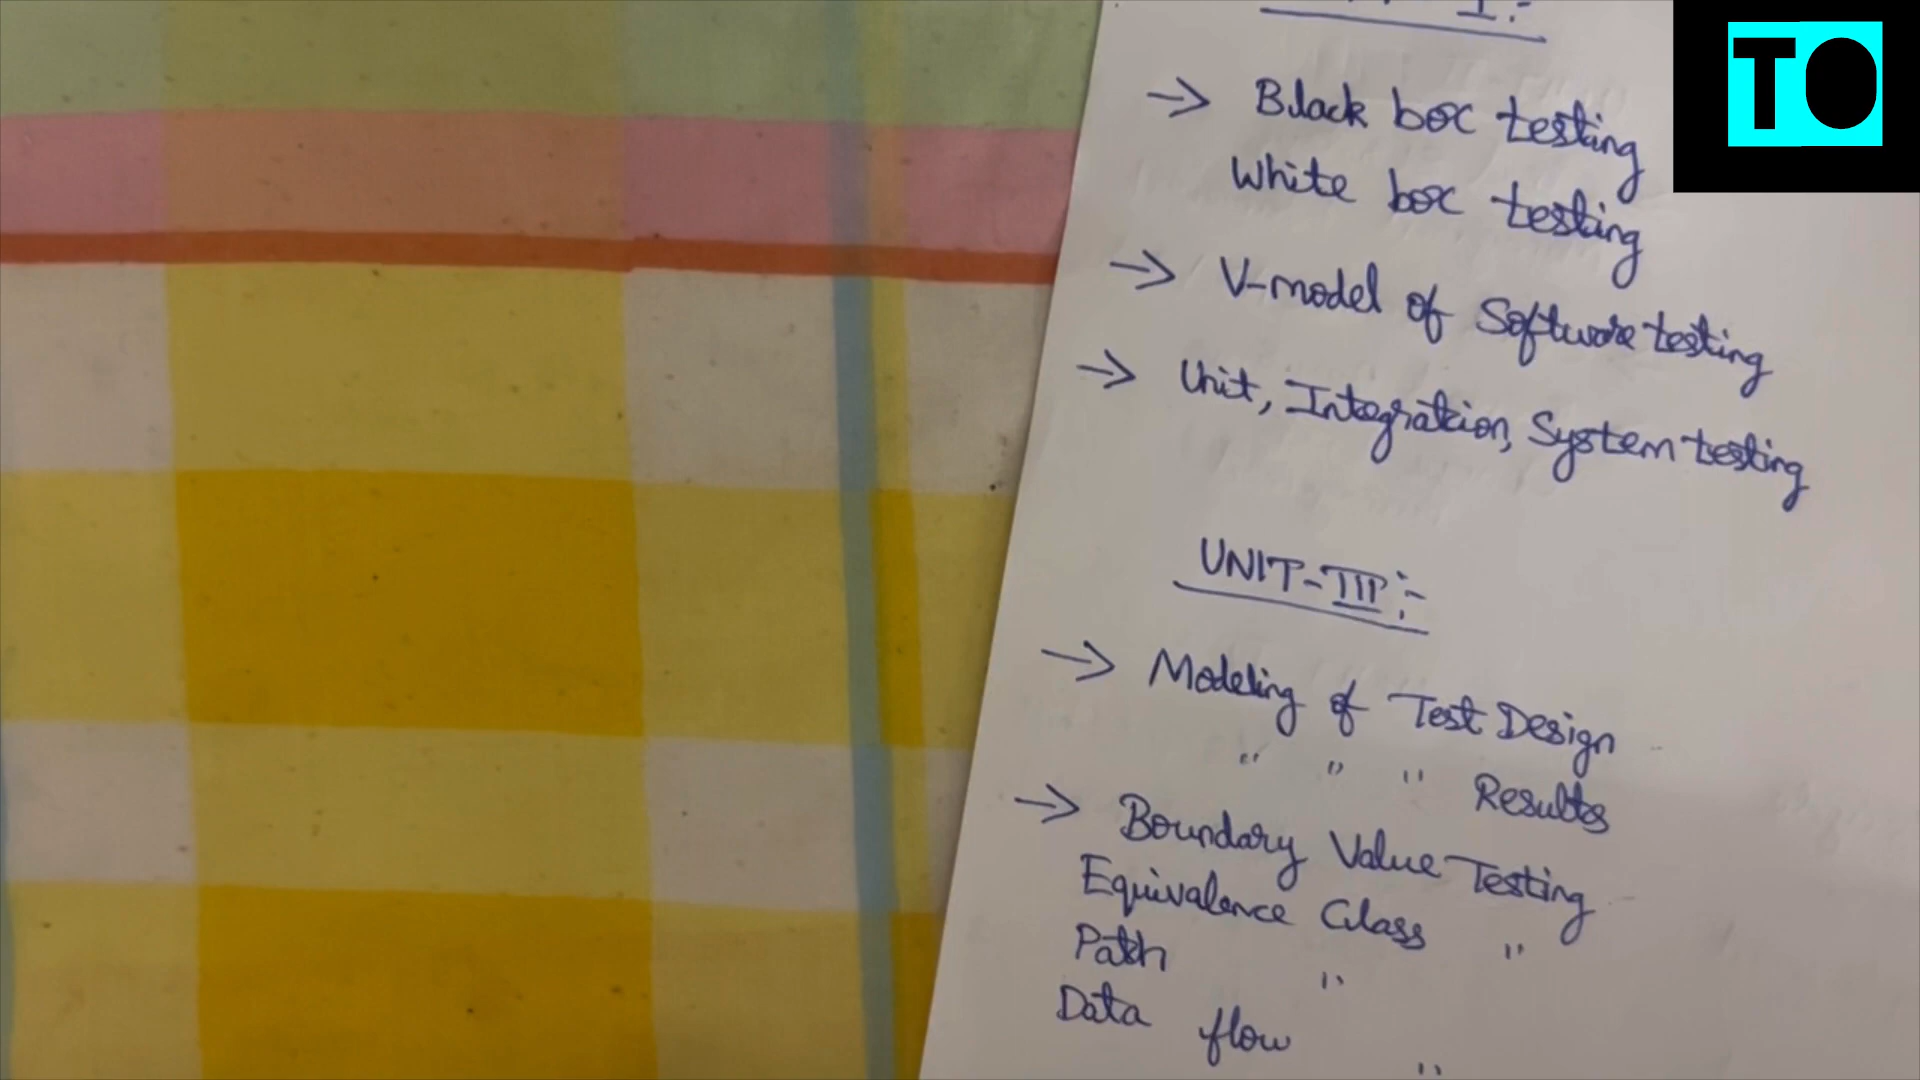 I:-
→ Black box testing
White box testing
→ V-model of Software testing
→ Unit, Integration, System testing
UNIT-III:-
→ Modeling of Test Design
" " " Results
→ Boundary Value Testing
Equivalence Class "
Path "
Data flow "
TO